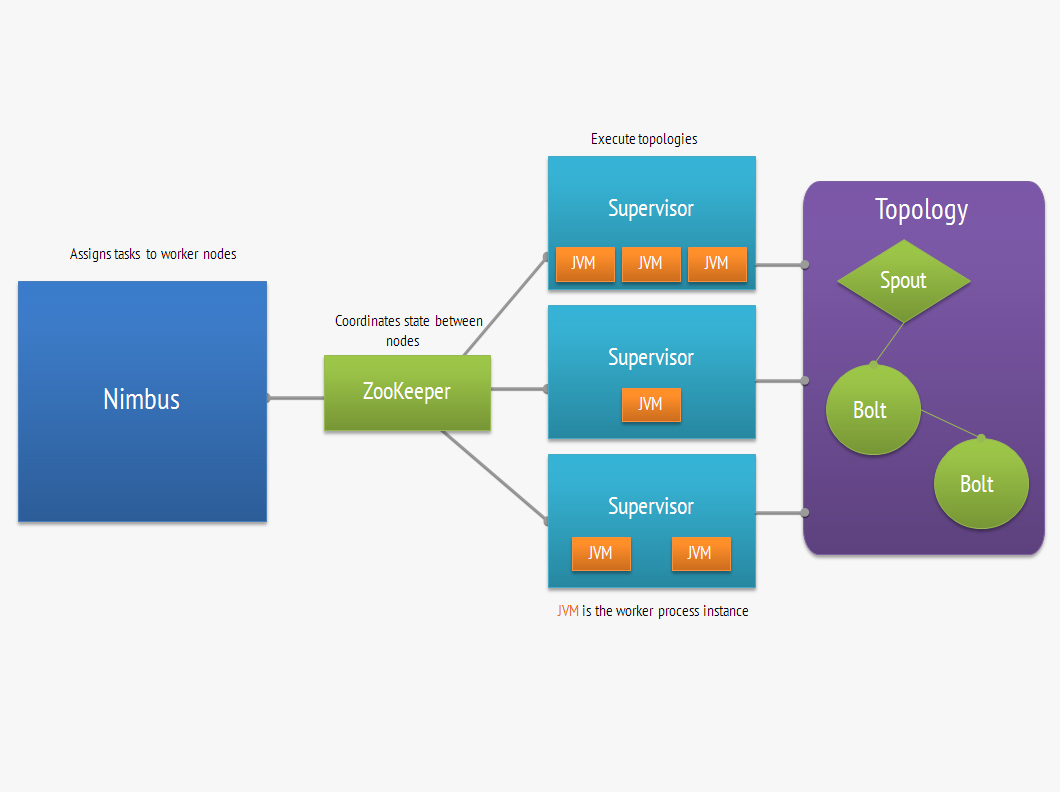 Assigns tasks to worker nodes
Nimbus
Coordinates state between
nodes
ZooKeeper
Execute topologies
Supervisor
JVM JVM JVM
Supervisor
JVM
Supervisor
JVM JVM
JVM is the worker process instance
Topology
Spout
Bolt
Bolt